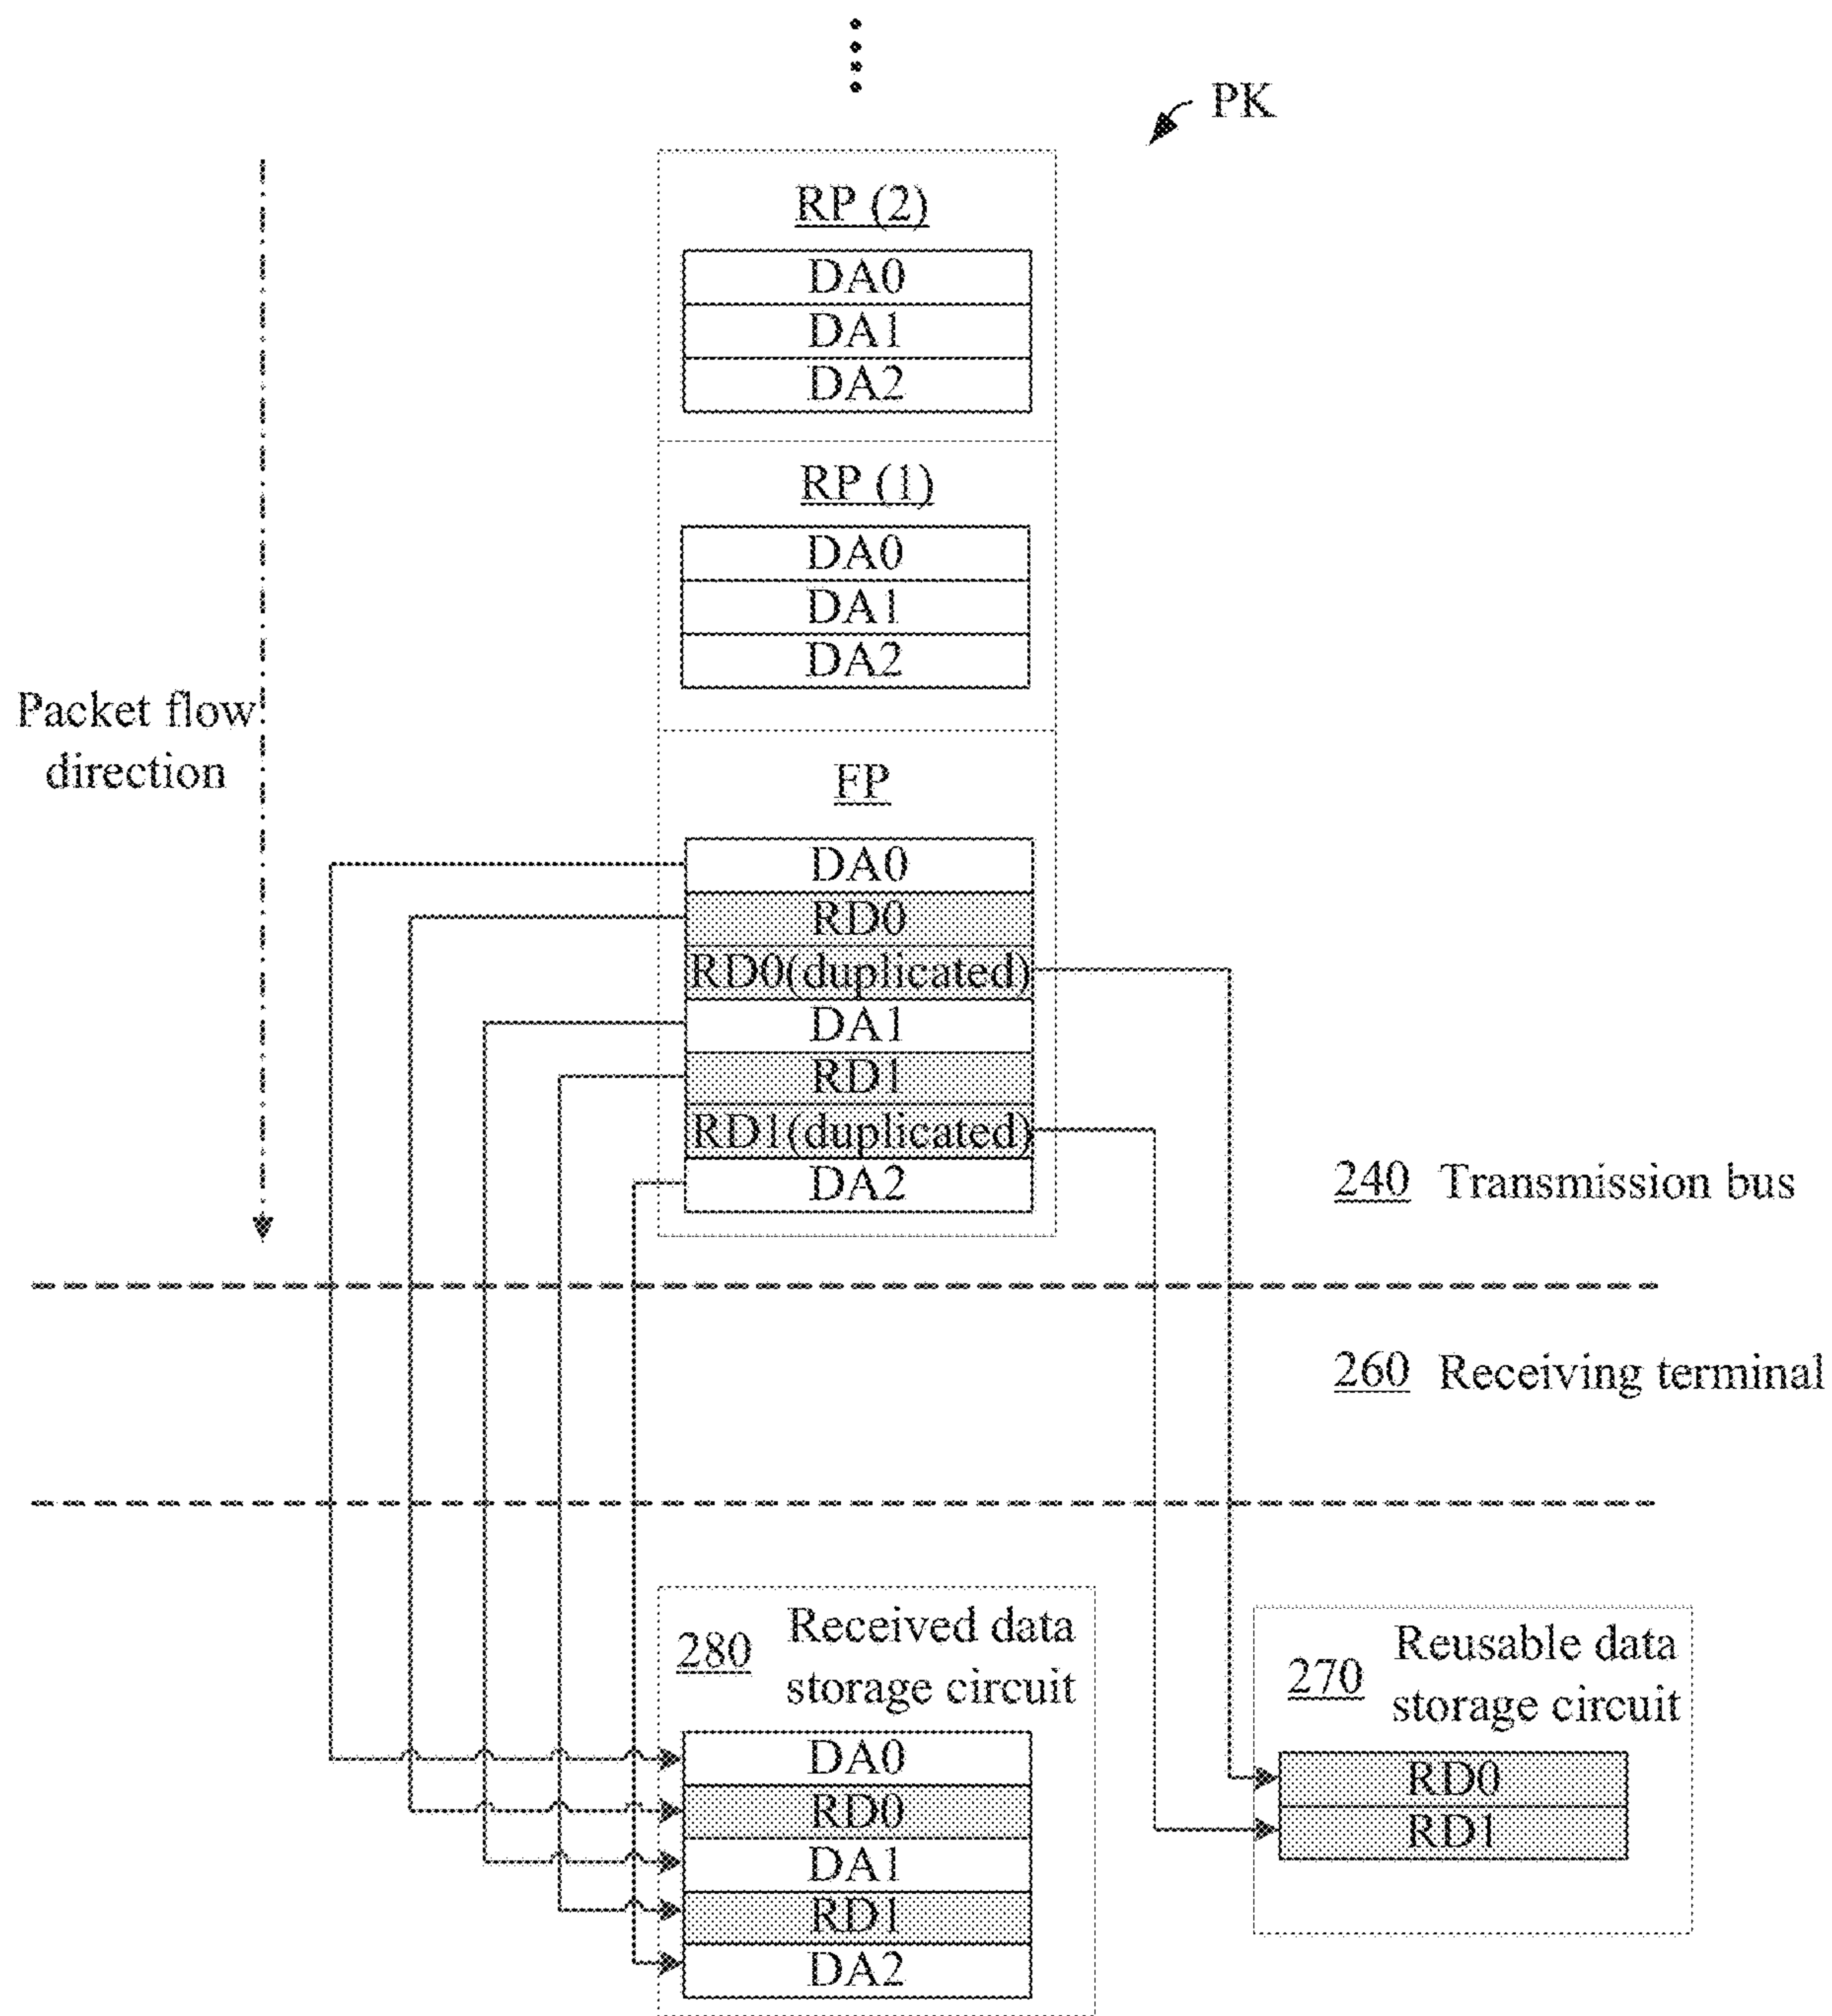 PK
RP (2)
DA0
DA1
DA2
RP (1)
DA0
DA1
DA2
Packet flow
direction
FP
DA0
RD0
RD0(duplicated)
DA1
RD1
RD1(duplicated)
DA2
240 Transmission bus
260 Receiving terminal
280 Received data
storage circuit
DA0
RD0
DA1
RD1
DA2
270 Reusable data
storage circuit
RD0
RD1